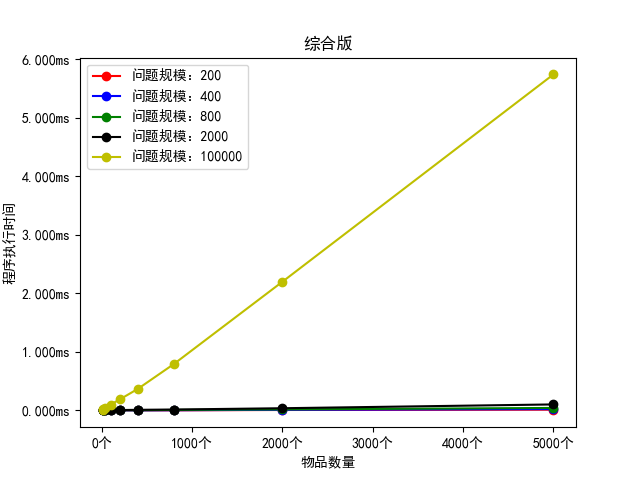 综合版
6.000ms
5.000ms
4.000ms
3.000ms
2.000ms
1.000ms
0.000ms
程序执行时间
问题规模：200
问题规模：400
问题规模：800
问题规模：2000
问题规模：100000
0个
1000个
2000个
3000个
4000个
5000个
物品数量